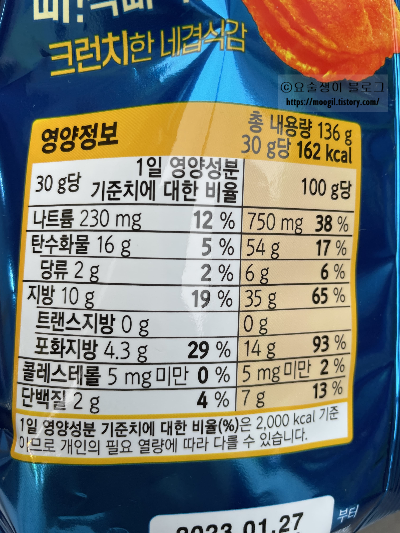 크런치한 네겹식감
©요술쟁이 블로그
https://moogii.tistory.com/
영양정보
총 내용량 136 g
30 g당 162 kcal
30 g당 1일 영양성분 기준치에 대한 비율 100 g당
나트륨 230 mg 12 % 750 mg 38 %
탄수화물 16 g 5 % 54 g 17 %
당류 2 g 2 % 6 g 6 %
지방 10 g 19 % 35 g 65 %
트랜스지방 0 g 0 g
포화지방 4.3 g 29 % 14 g 93 %
콜레스테롤 5 mg 미만 0 % 5 mg 미만 2 %
단백질 2 g 4 % 7 g 13 %
1일 영양성분 기준치에 대한 비율(%)은 2,000 kcal 기준
이므로 개인의 필요 열량에 따라 다를 수 있습니다.
2023.01.27 부터